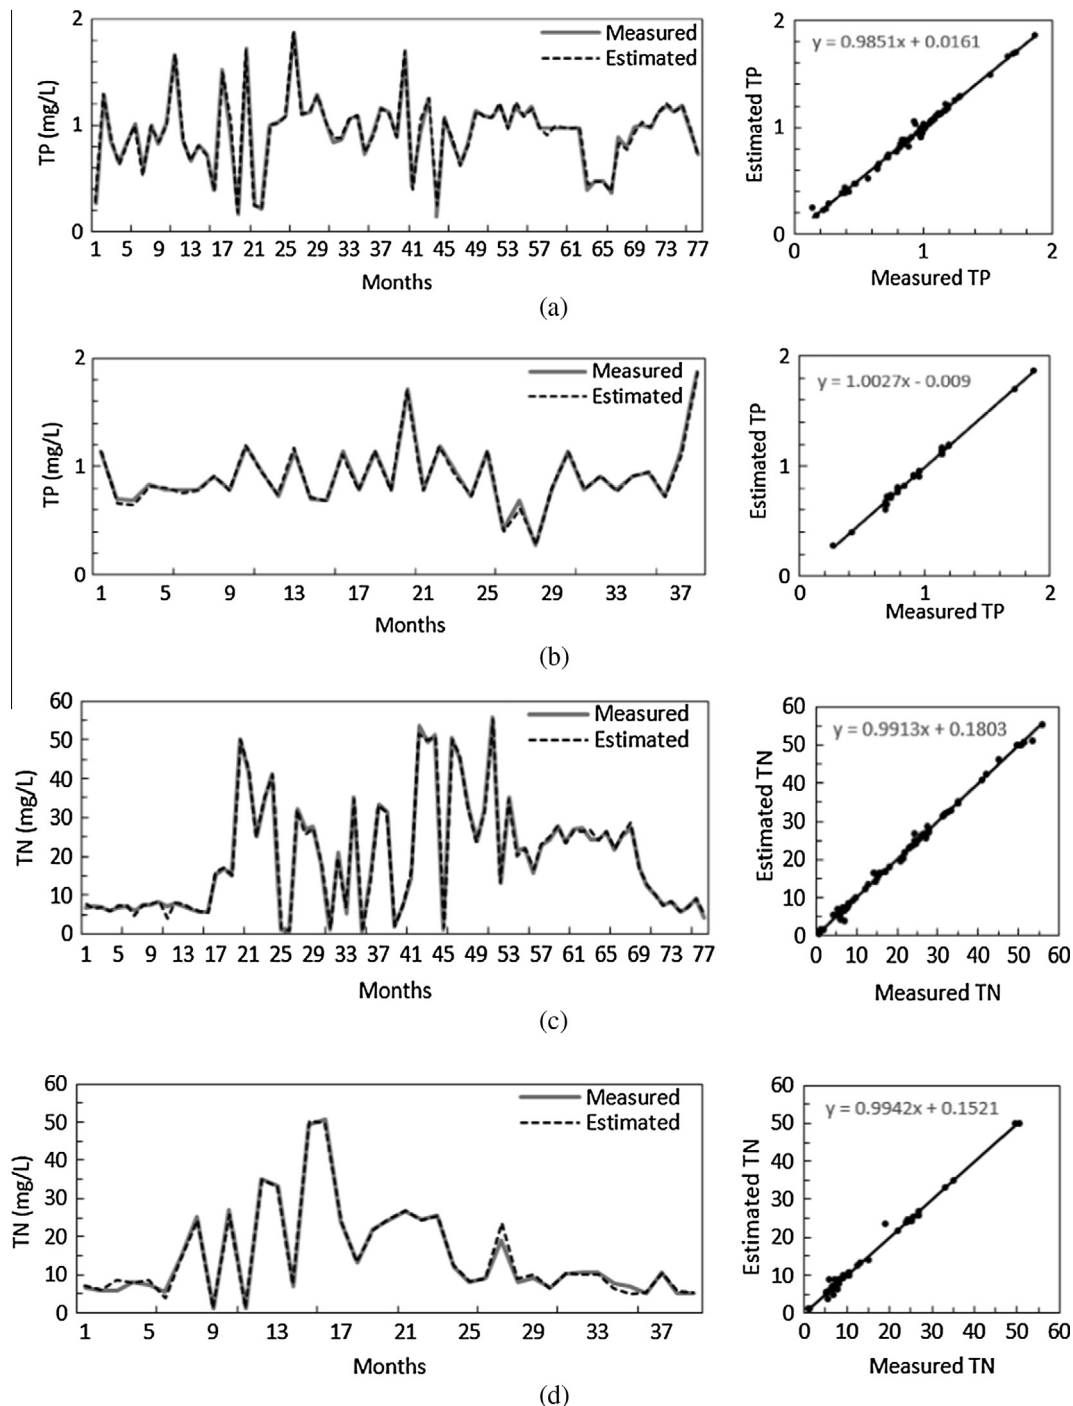 2
Measured
Estimated
TP (mg/L)
1
0
1 5 9 13 17 21 25 29 33 37 41 45 49 53 57 61 65 69 73 77
Months
2
y = 0.9851x + 0.0161
Estimated TP
1
0
0 1 2
Measured TP
(a)
2
Measured
Estimated
TP (mg/L)
1
0
1 5 9 13 17 21 25 29 33 37
Months
2
y = 1.0027x - 0.009
Estimated TP
1
0
0 1 2
Measured TP
(b)
60
Measured
50
Estimated
40
TN (mg/L)
30
20
10
0
1 5 9 13 17 21 25 29 33 37 41 45 49 53 57 61 65 69 73 77
Months
60
y = 0.9913x + 0.1803
50
40
Estimated TN
30
20
10
0
0 10 20 30 40 50 60
Measured TN
(c)
60
Measured
50
Estimated
40
TN (mg/L)
30
20
10
0
1 5 9 13 17 21 25 29 33 37
Months
60
y = 0.9942x + 0.1521
50
40
Estimated TN
30
20
10
0
0 10 20 30 40 50 60
Measured TN
(d)